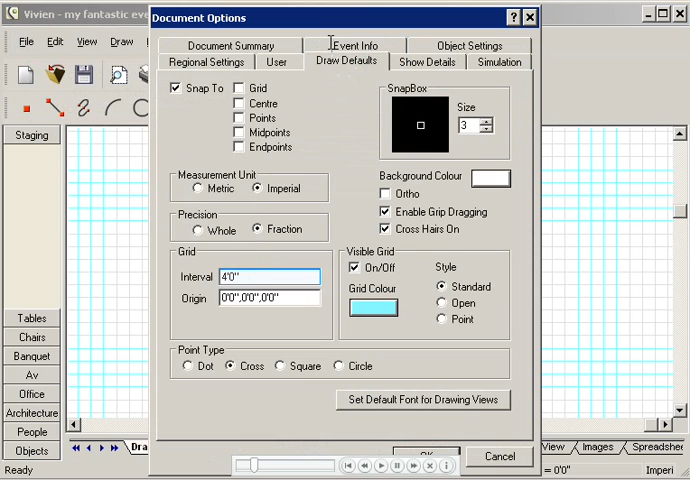 Vivien - my fantastic eve
Document Options
File Edit View Draw
Document Summary Event Info Object Settings
Regional Settings User Draw Defaults Show Details Simulation
Snap To Grid
Centre
Points
Midpoints
Endpoints
SnapBox
Size
3
Measurement Unit
Metric Imperial
Precision
Whole Fraction
Background Colour
Ortho
Enable Grip Dragging
Cross Hairs On
Grid
Interval 4'0"
Origin 0'0",0'0",0'0"
Visible Grid
On/Off
Grid Colour
Style
Standard
Open
Point
Point Type
Dot Cross Square Circle
Set Default Font for Drawing Views
OK Cancel
Staging
Tables
Chairs
Banquet
Av
Office
Architecture
People
Objects
Dra
View Images Spreadshee
Ready
= 0'0" Imperi